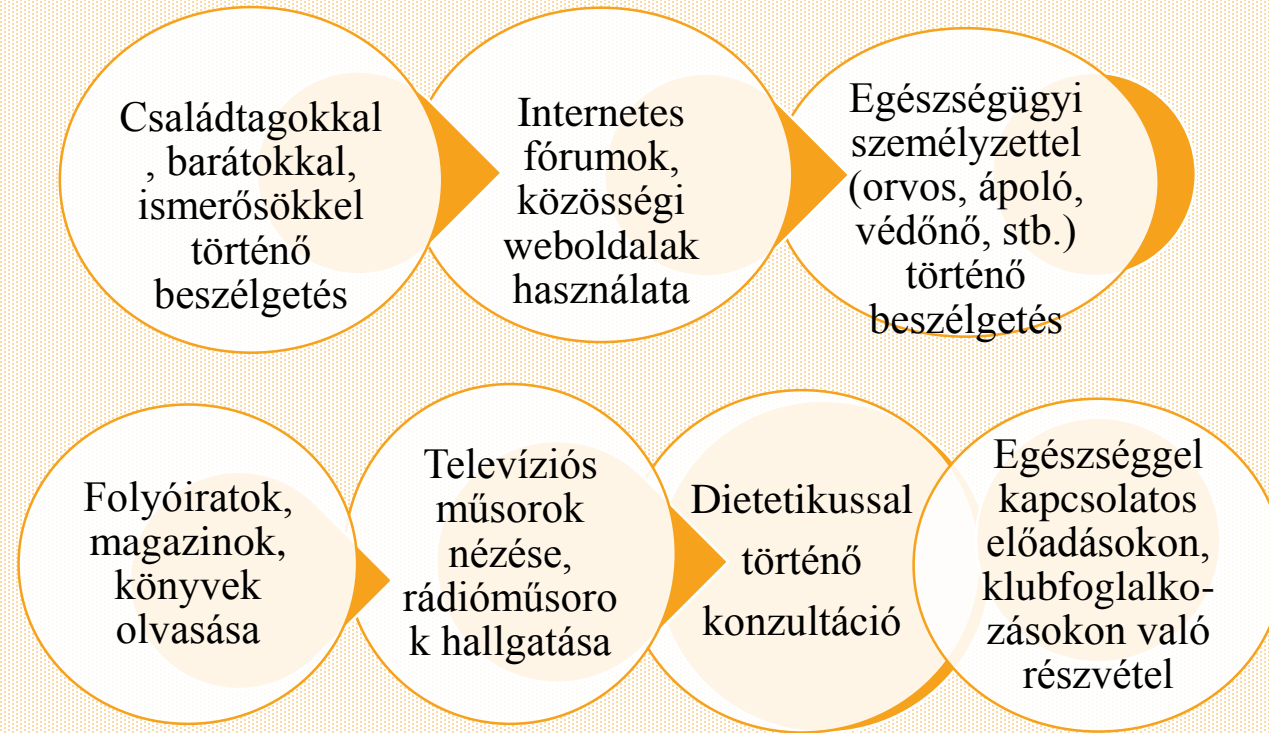 Családtagokkal
, barátokkal,
ismerősökkel
történő
beszélgetés
Internetes
fórumok,
közösségi
weboldalak
használata
Egészségügyi
személyzettel
(orvos, ápoló,
védőnő, stb.)
történő
beszélgetés
Folyóiratok,
magazinok,
könyvek
olvasása
Televíziós
műsorok
nézése,
rádióműsoro
k hallgatása
Dietetikussal
történő
konzultáció
Egészséggel
kapcsolatos
előadásokon,
klubfoglalko-
zásokon való
részvétel